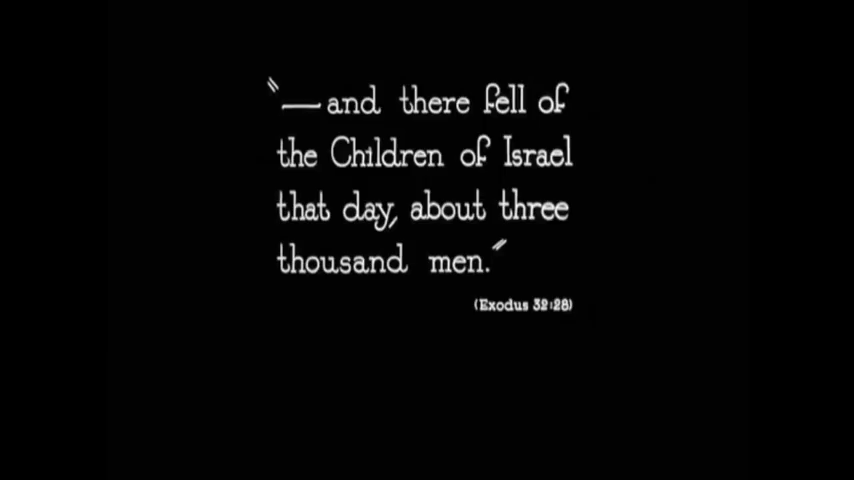 "—and there fell of
the Children of Israel
that day, about three
thousand men."
(Exodus 32:28)